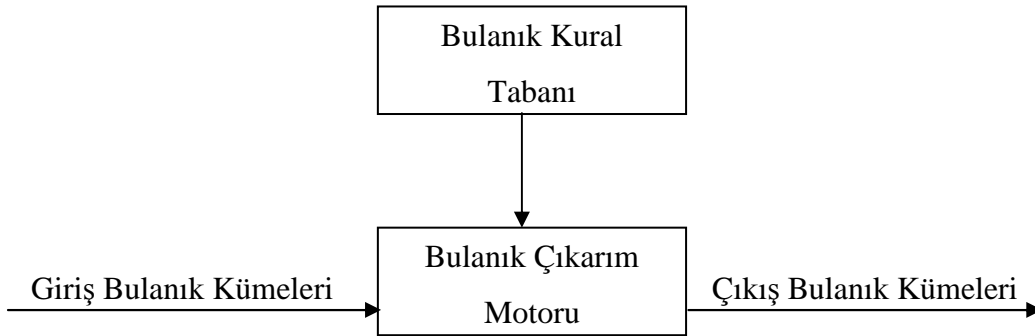 Bulanık Kural
Tabanı
Bulanık Çıkarım
Motoru
Giriş Bulanık Kümeleri
Çıkış Bulanık Kümeleri